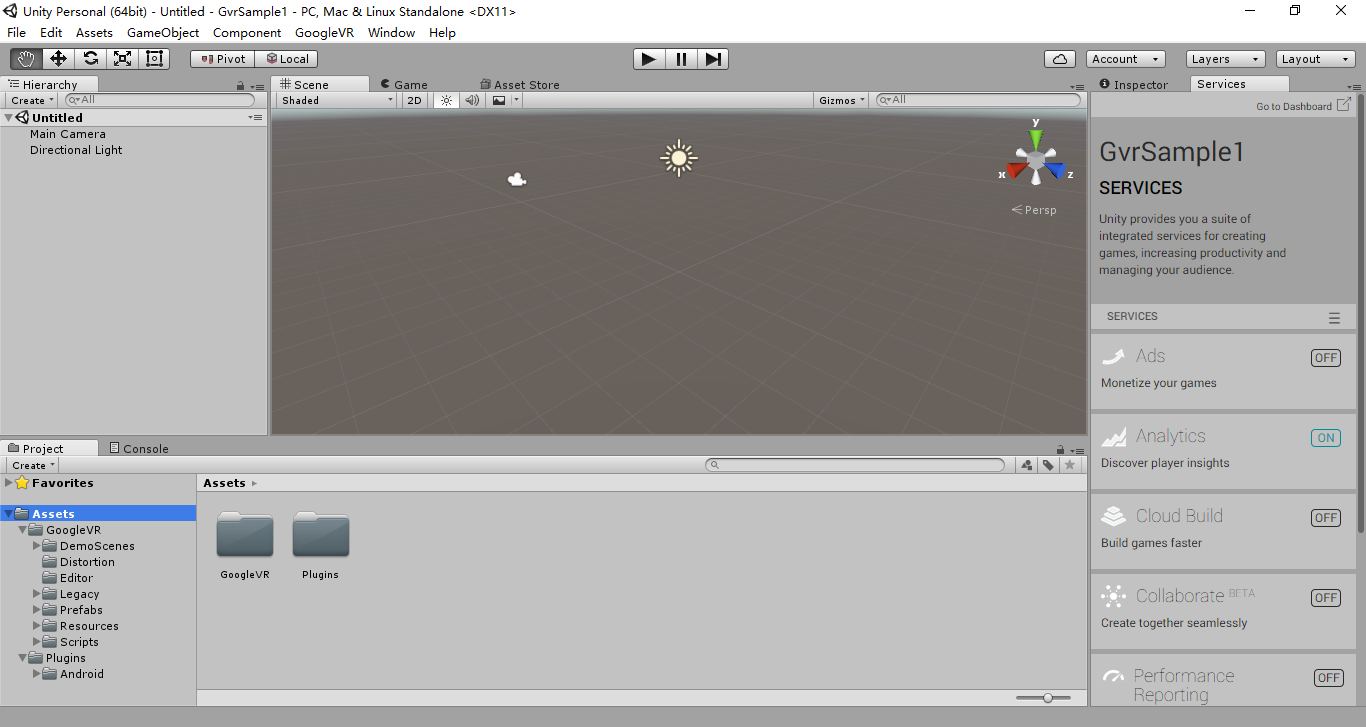 Unity Personal (64bit) - Untitled - GvrSample1 - PC, Mac & Linux Standalone <DX11>
File Edit Assets GameObject Component GoogleVR Window Help
Pivot Local Account Layers Layout
Hierarchy
Create All
Untitled
Main Camera
Directional Light
Scene Game Asset Store
Shaded 2D Gizmos All
y
x z
Persp
Inspector Services
Go to Dashboard
GvrSample1
SERVICES
Unity provides you a suite of
integrated services for creating
games, increasing productivity and
managing your audience.
SERVICES
Ads OFF
Monetize your games
Analytics ON
Discover player insights
Cloud Build OFF
Build games faster
Collaborate BETA OFF
Create together seamlessly
Performance OFF
Reporting
Project Console
Create
Favorites
Assets
GoogleVR
DemoScenes
Distortion
Editor
Legacy
Prefabs
Resources
Scripts
Plugins
Android
Assets
GoogleVR Plugins